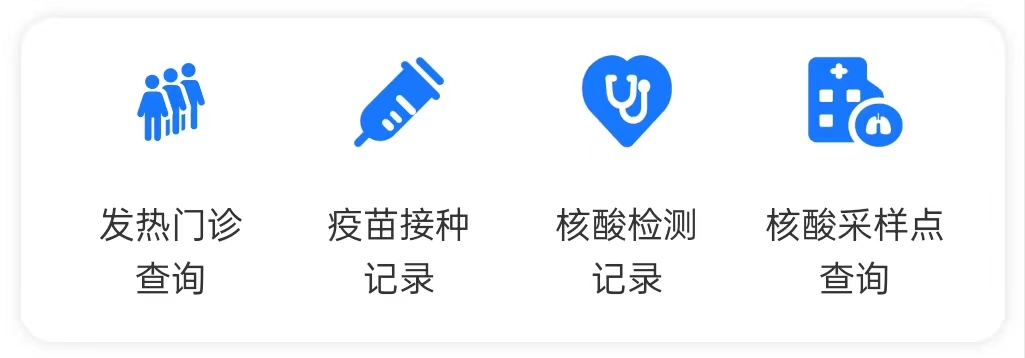 发热门诊
查询
疫苗接种
记录
核酸检测
记录
核酸采样点
查询